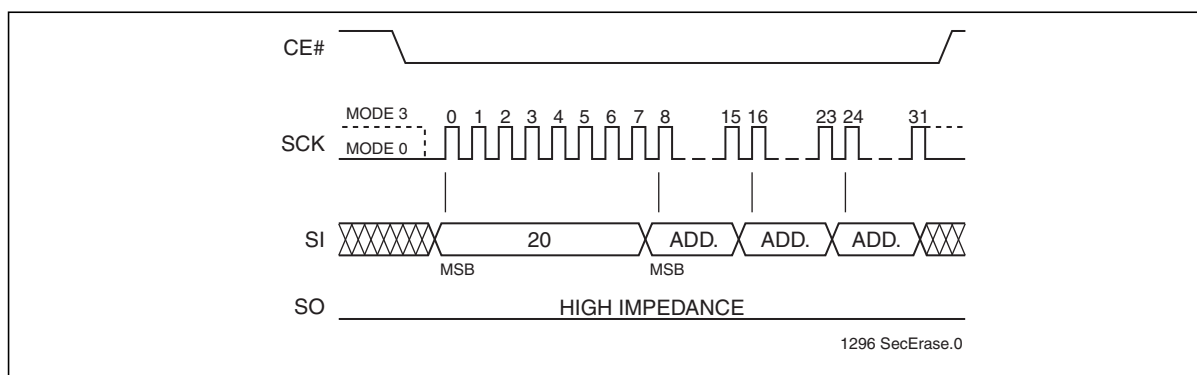 CE#
MODE 3
0 1 2 3 4 5 6 7 8 15 16 23 24 31
SCK
MODE 0
SI
20
ADD.
ADD.
ADD.
MSB
MSB
SO
HIGH IMPEDANCE
1296 SecErase.0